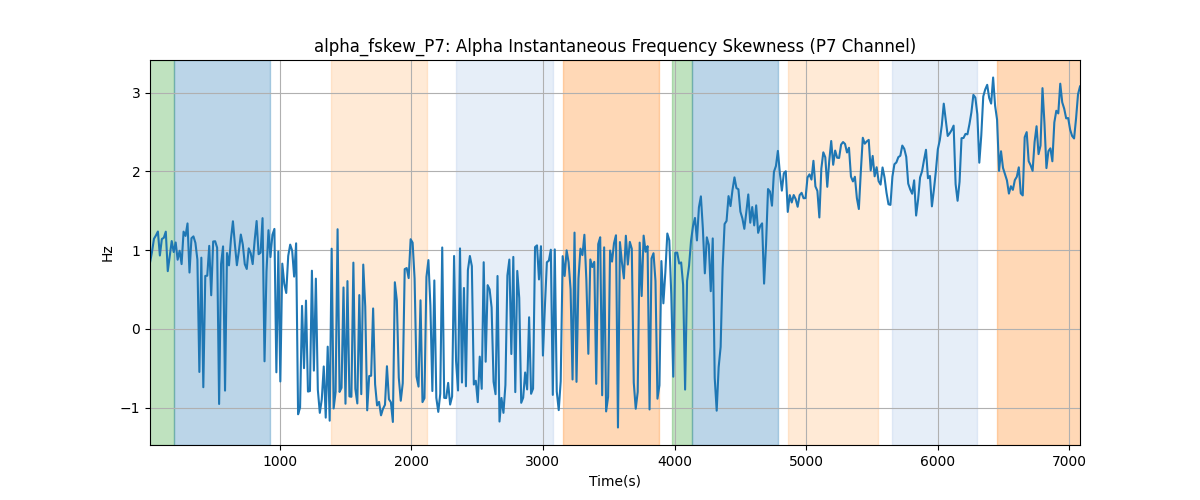 alpha_fskew_P7: Alpha Instantaneous Frequency Skewness (P7 Channel)
3
2
1
0
−1
Hz
1000 2000 3000 4000 5000 6000 7000
Time(s)